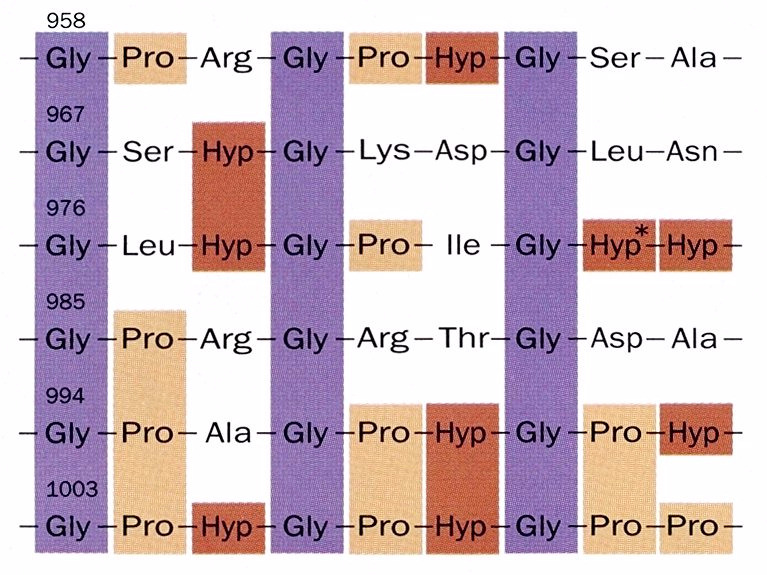 958
—Gly—Pro—Arg—Gly—Pro—Hyp—Gly—Ser—Ala—
967
—Gly—Ser—Hyp—Gly—Lys—Asp—Gly—Leu—Asn—
976
—Gly—Leu—Hyp—Gly—Pro—Ile—Gly—Hyp*—Hyp—
985
—Gly—Pro—Arg—Gly—Arg—Thr—Gly—Asp—Ala—
994
—Gly—Pro—Ala—Gly—Pro—Hyp—Gly—Pro—Hyp—
1003
—Gly—Pro—Hyp—Gly—Pro—Hyp—Gly—Pro—Pro—